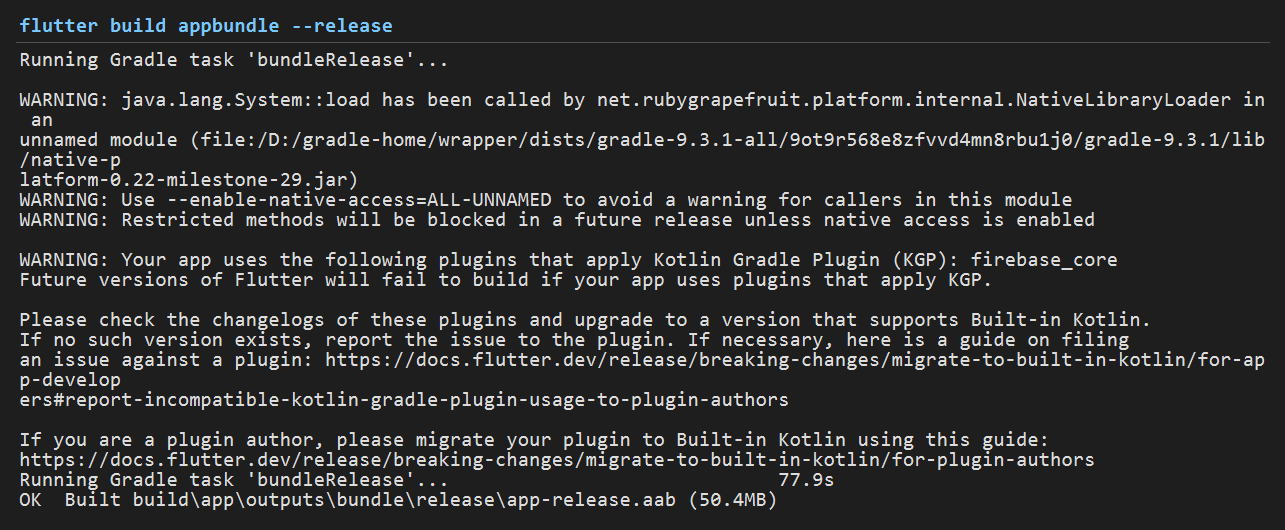 flutter build appbundle --release
Running Gradle task 'bundleRelease'...
WARNING: java.lang.System::load has been called by net.rubygrapefruit.platform.internal.NativeLibraryLoader in
an
unnamed module (file:/D:/gradle-home/wrapper/dists/gradle-9.3.1-all/9ot9r568e8zfvvd4mn8rbu1j0/gradle-9.3.1/lib
/native-p
latform-0.22-milestone-29.jar)
WARNING: Use --enable-native-access=ALL-UNNAMED to avoid a warning for callers in this module
WARNING: Restricted methods will be blocked in a future release unless native access is enabled
WARNING: Your app uses the following plugins that apply Kotlin Gradle Plugin (KGP): firebase_core
Future versions of Flutter will fail to build if your app uses plugins that apply KGP.
Please check the changelogs of these plugins and upgrade to a version that supports Built-in Kotlin.
If no such version exists, report the issue to the plugin. If necessary, here is a guide on filing
an issue against a plugin: https://docs.flutter.dev/release/breaking-changes/migrate-to-built-in-kotlin/for-ap
p-develop
ers#report-incompatible-kotlin-gradle-plugin-usage-to-plugin-authors
If you are a plugin author, please migrate your plugin to Built-in Kotlin using this guide:
https://docs.flutter.dev/release/breaking-changes/migrate-to-built-in-kotlin/for-plugin-authors
Running Gradle task 'bundleRelease'... 77.9s
OK Built build\app\outputs\bundle\release\app-release.aab (50.4MB)